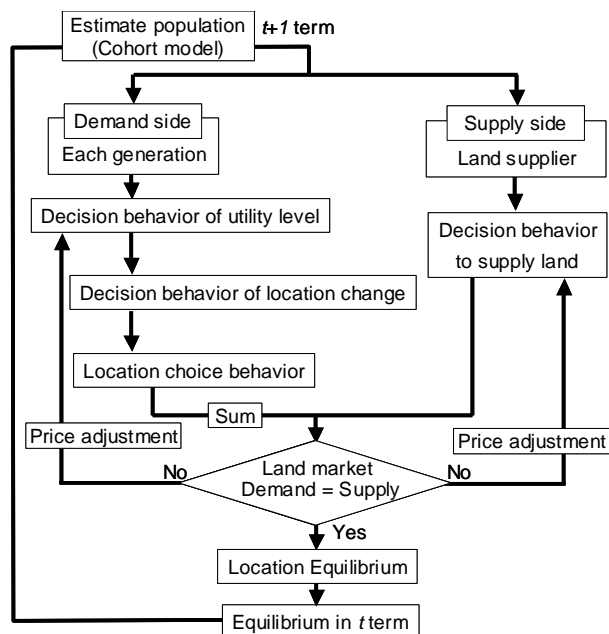 Estimate population
(Cohort model)
t+1 term
Demand side
Each generation
Supply side
Land supplier
Decision behavior of utility level
Decision behavior
to supply land
Decision behavior of location change
Location choice behavior
Sum
Price adjustment
Price adjustment
No
Land market
Demand = Supply
No
Yes
Location Equilibrium
Equilibrium in t term